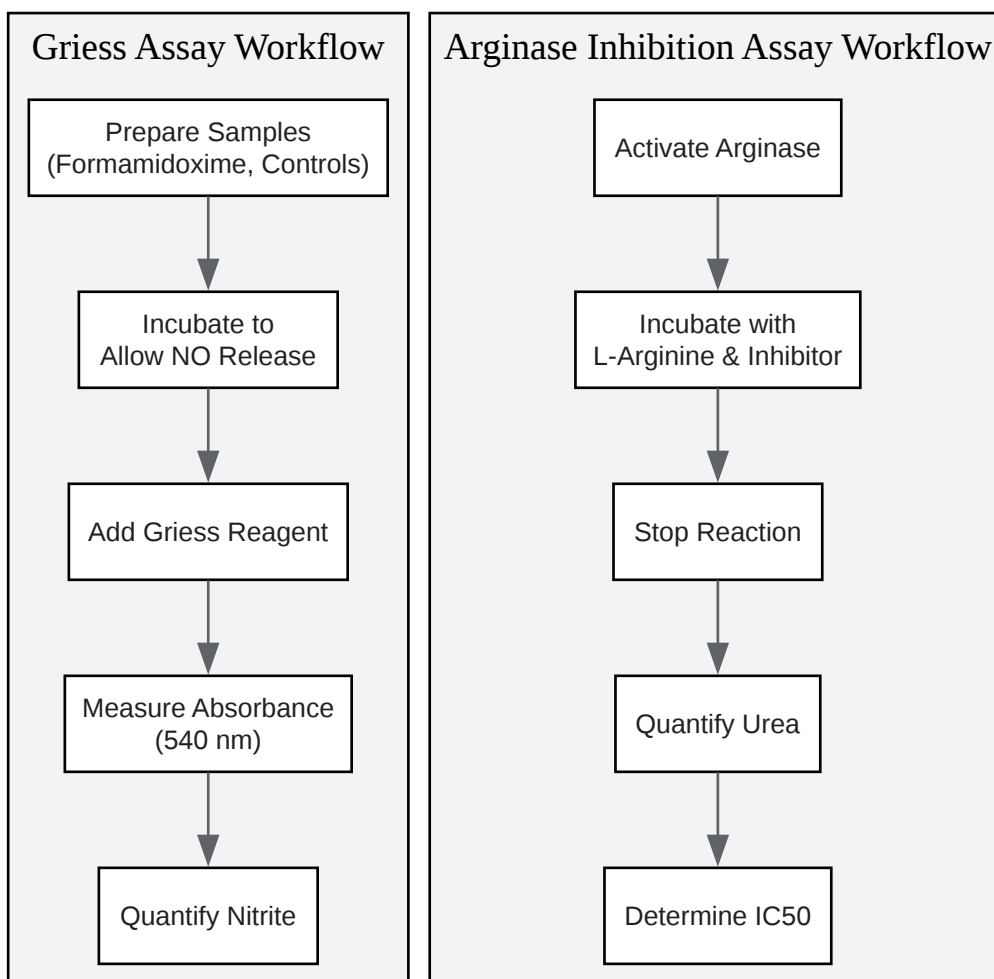 Griess Assay Workflow
Prepare Samples
(Formamidoxime, Controls)
Incubate to
Allow NO Release
Add Griess Reagent
Measure Absorbance
(540 nm)
Quantify Nitrite
Arginase Inhibition Assay Workflow
Activate Arginase
Incubate with
L-Arginine & Inhibitor
Stop Reaction
Quantify Urea
Determine IC50